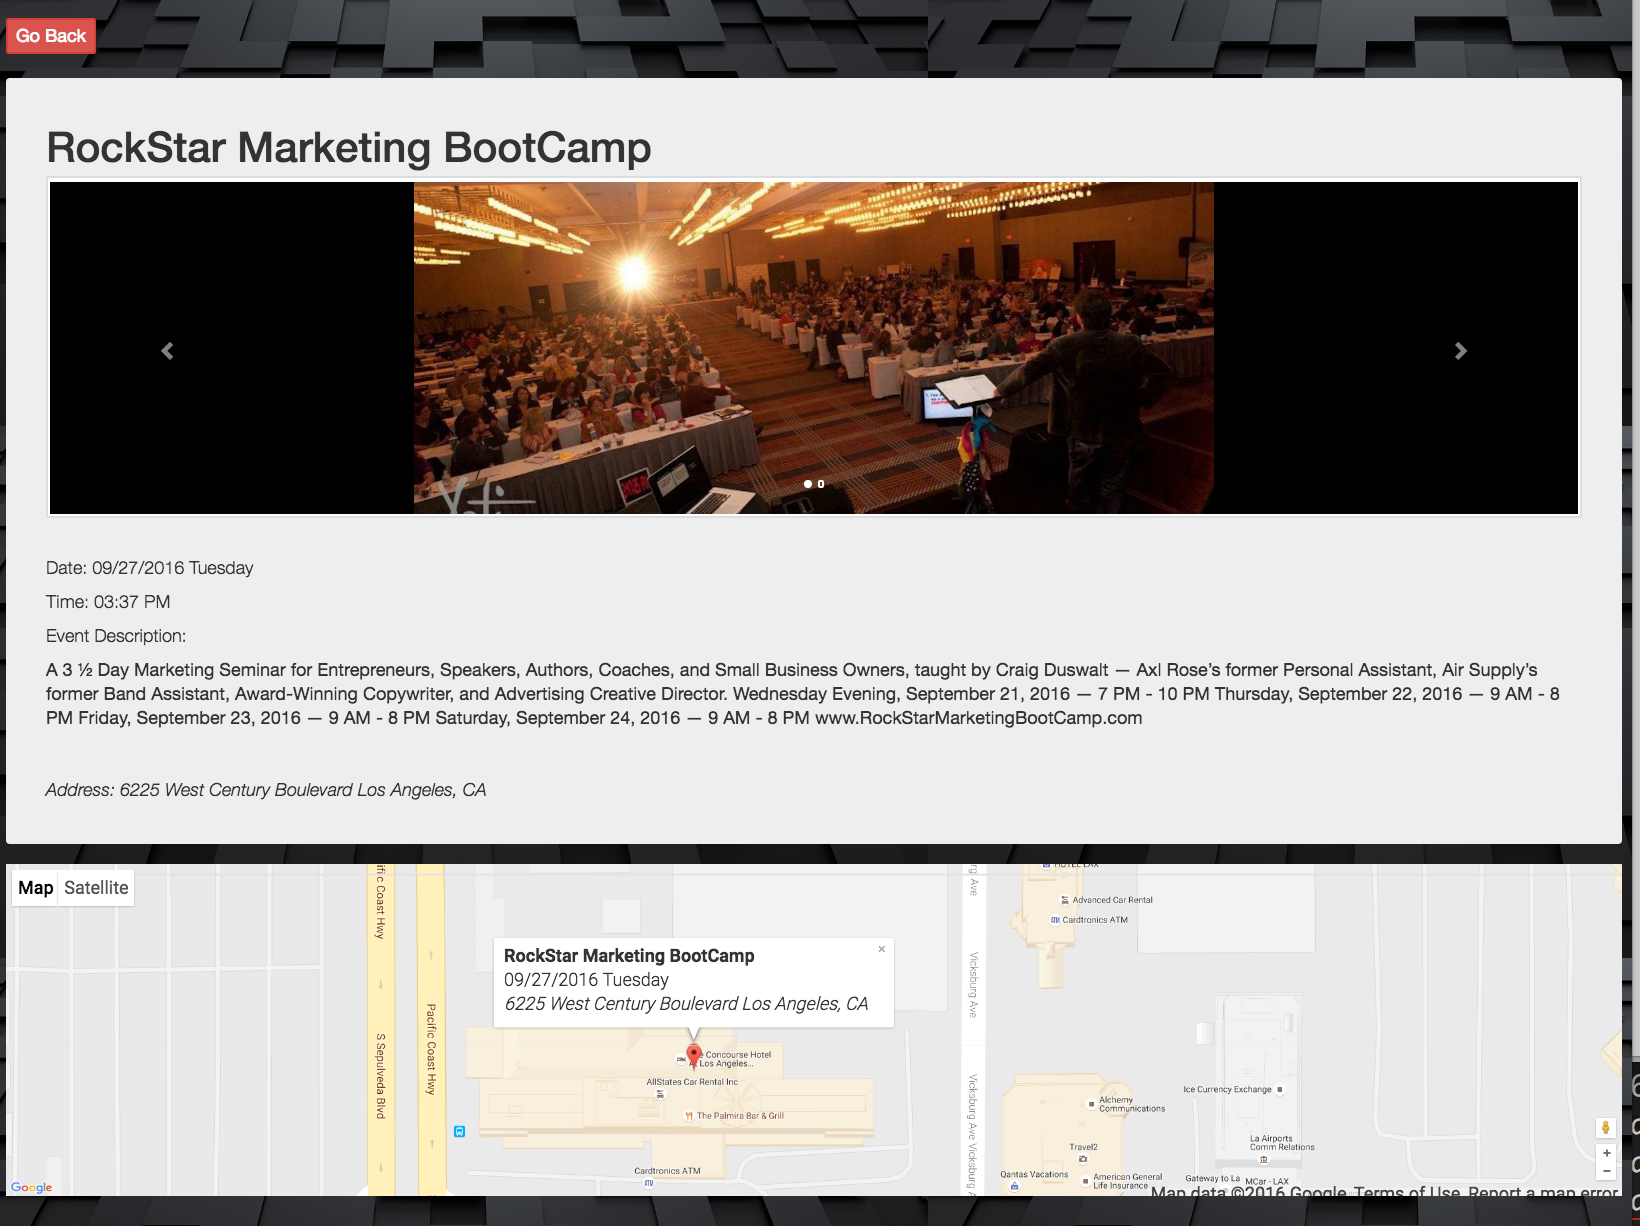 Go Back
RockStar Marketing BootCamp
Date: 09/27/2016 Tuesday
Time: 03:37 PM
Event Description:
A 3 ½ Day Marketing Seminar for Entrepreneurs, Speakers, Authors, Coaches, and Small Business Owners, taught by Craig Duswalt — Axl Rose’s former Personal Assistant, Air Supply’s
former Band Assistant, Award-Winning Copywriter, and Advertising Creative Director. Wednesday Evening, September 21, 2016 — 7 PM - 10 PM Thursday, September 22, 2016 — 9 AM - 8
PM Friday, September 23, 2016 — 9 AM - 8 PM Saturday, September 24, 2016 — 9 AM - 8 PM www.RockStarMarketingBootCamp.com
Address: 6225 West Century Boulevard Los Angeles, CA
Map Satellite
HOTEL LAX
Advanced Car Rental
Cardtronics ATM
RockStar Marketing BootCamp
09/27/2016 Tuesday
6225 West Century Boulevard Los Angeles, CA
Pacific Coast Hwy
S Sepulveda Blvd
Vicksburg Ave
Vicksburg Ave
Vicksburg Ave
Concourse Hotel
Los Angeles...
AllStates Car Rental Inc
The Palmira Bar & Grill
Cardtronics ATM
Ice Currency Exchange
Alchemy
Communications
La Airports
Comm Relations
Travel2
Qantas Vacations
American General
Life Insurance
Gateway to La
MCar - LAX
Google
Map data ©2016 Google Terms of Use Report a map error